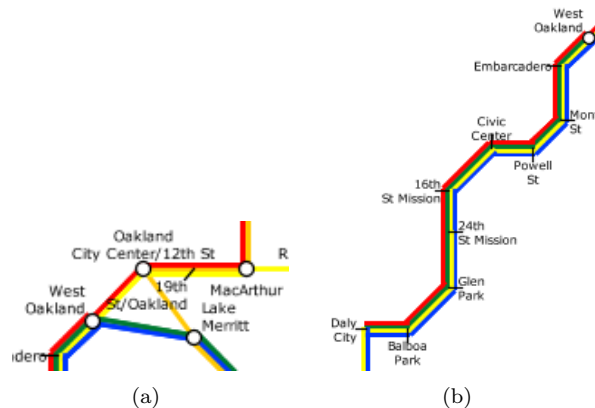 Oakland
City Center/12th St
R
19th
St/Oakland
MacArthur
West
Oakland
Lake
Merritt
(a)
West
Oakland
Embarcadero
Mon
St
Civic
Center
Powell
St
16th
St Mission
24th
St Mission
Glen
Park
Daly
City
Balboa
Park
(b)